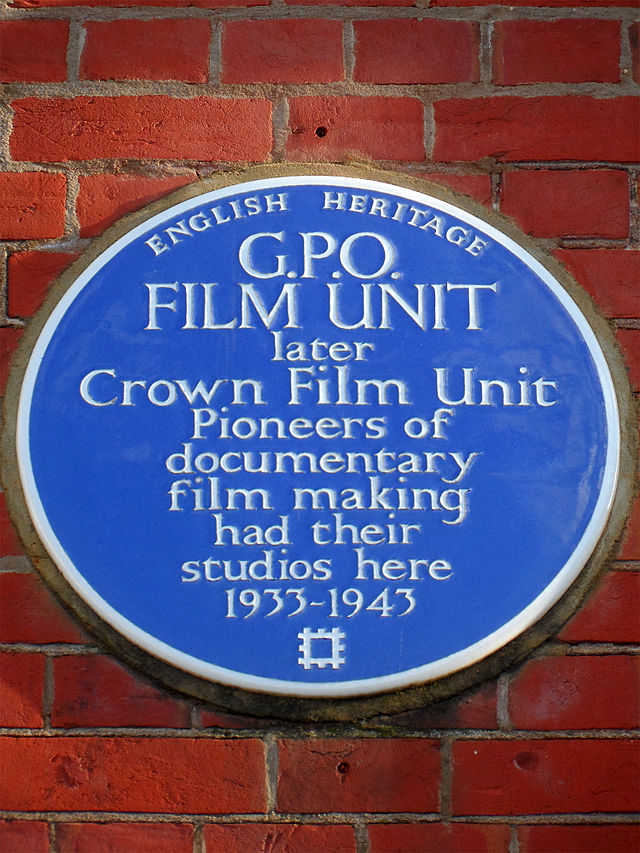 ENGLISH HERITAGE
G.P.O.
FILM UNIT
later
Crown Film Unit
Pioneers of
documentary
film making
had their
studios here
1933-1943